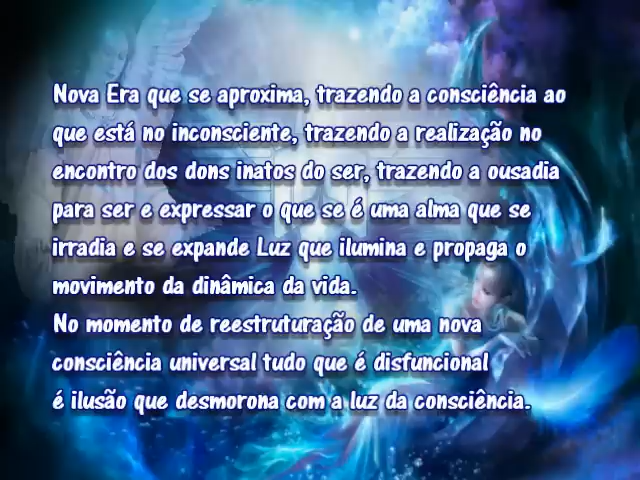 Nova Era que se aproxima, trazendo a consciência ao
que está no inconsciente, trazendo a realização no
encontro dos dons inatos do ser, trazendo a ousadia
para ser e expressar o que se é uma alma que se
irradia e se expande Luz que ilumina e propaga o
movimento da dinâmica da vida.
No momento de reestruturação de uma nova
consciência universal tudo que é disfuncional
é ilusão que desmorona com a luz da consciência.